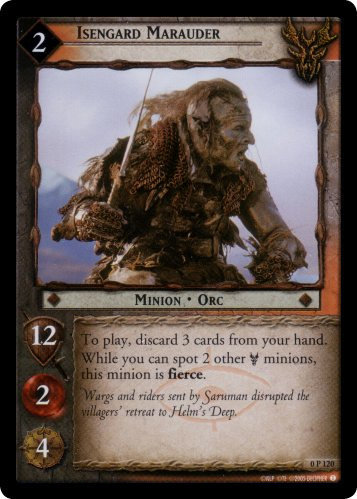 2
Isengard Marauder
Minion • Orc
12
2
4
To play, discard 3 cards from your hand.
While you can spot 2 other minions,
this minion is fierce.
Wargs and riders sent by Saruman disrupted the
villagers' retreat to Helm's Deep.
0 P 120